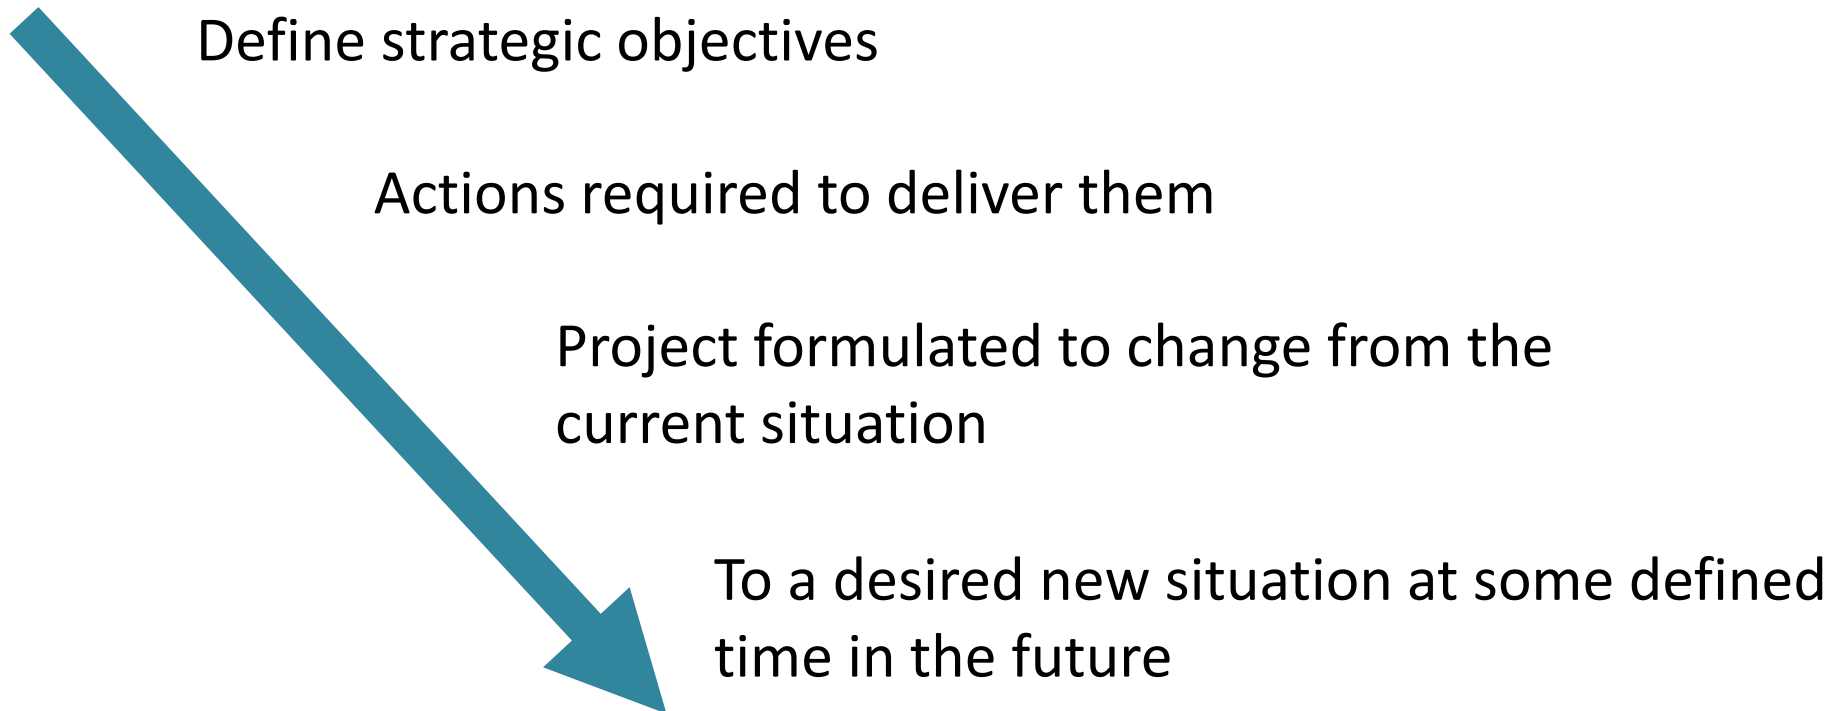 Define strategic objectives
Actions required to deliver them
Project formulated to change from the
current situation
To a desired new situation at some defined
time in the future